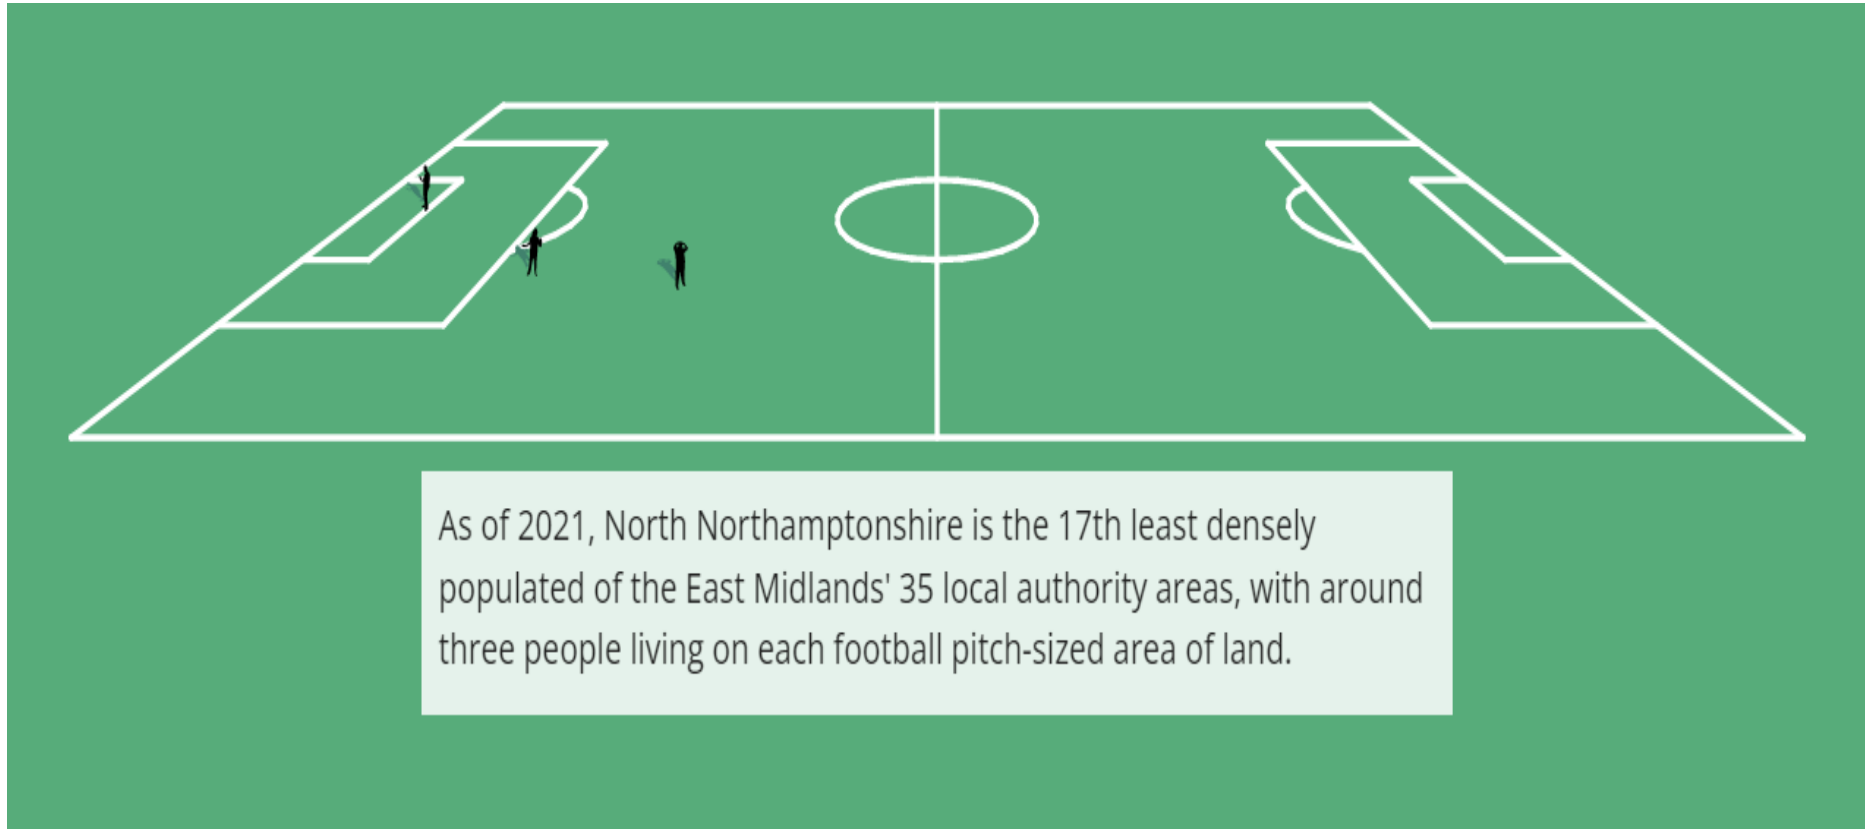 As of 2021, North Northamptonshire is the 17th least densely
populated of the East Midlands' 35 local authority areas, with around
three people living on each football pitch-sized area of land.